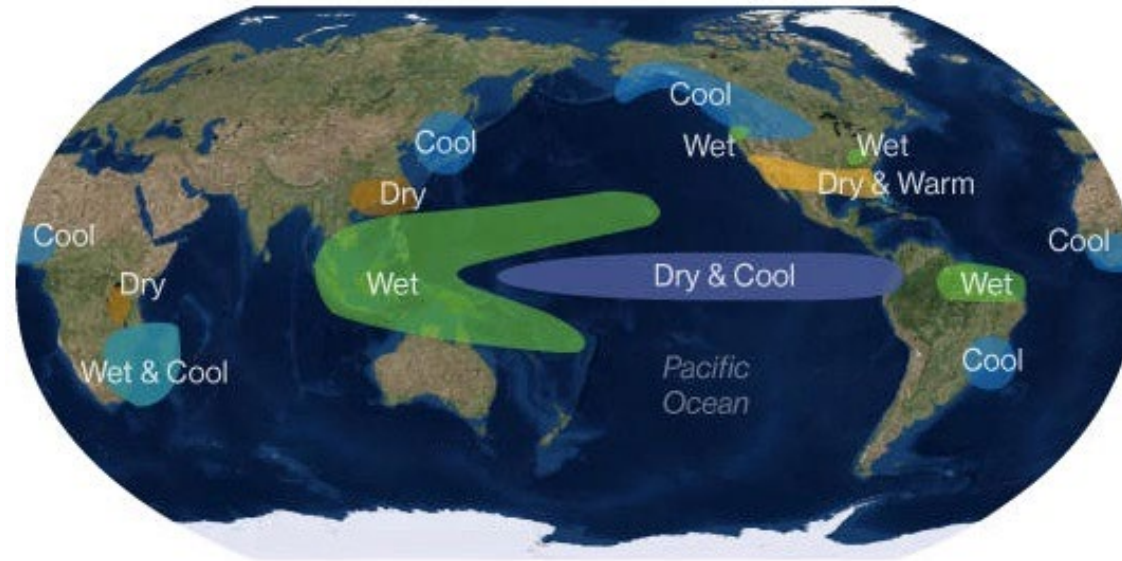 Cool
Cool
Wet
Wet
Dry & Warm
Dry
Cool
Cool
Dry
Wet
Dry & Cool
Wet
Wet & Cool
Cool
Pacific
Ocean